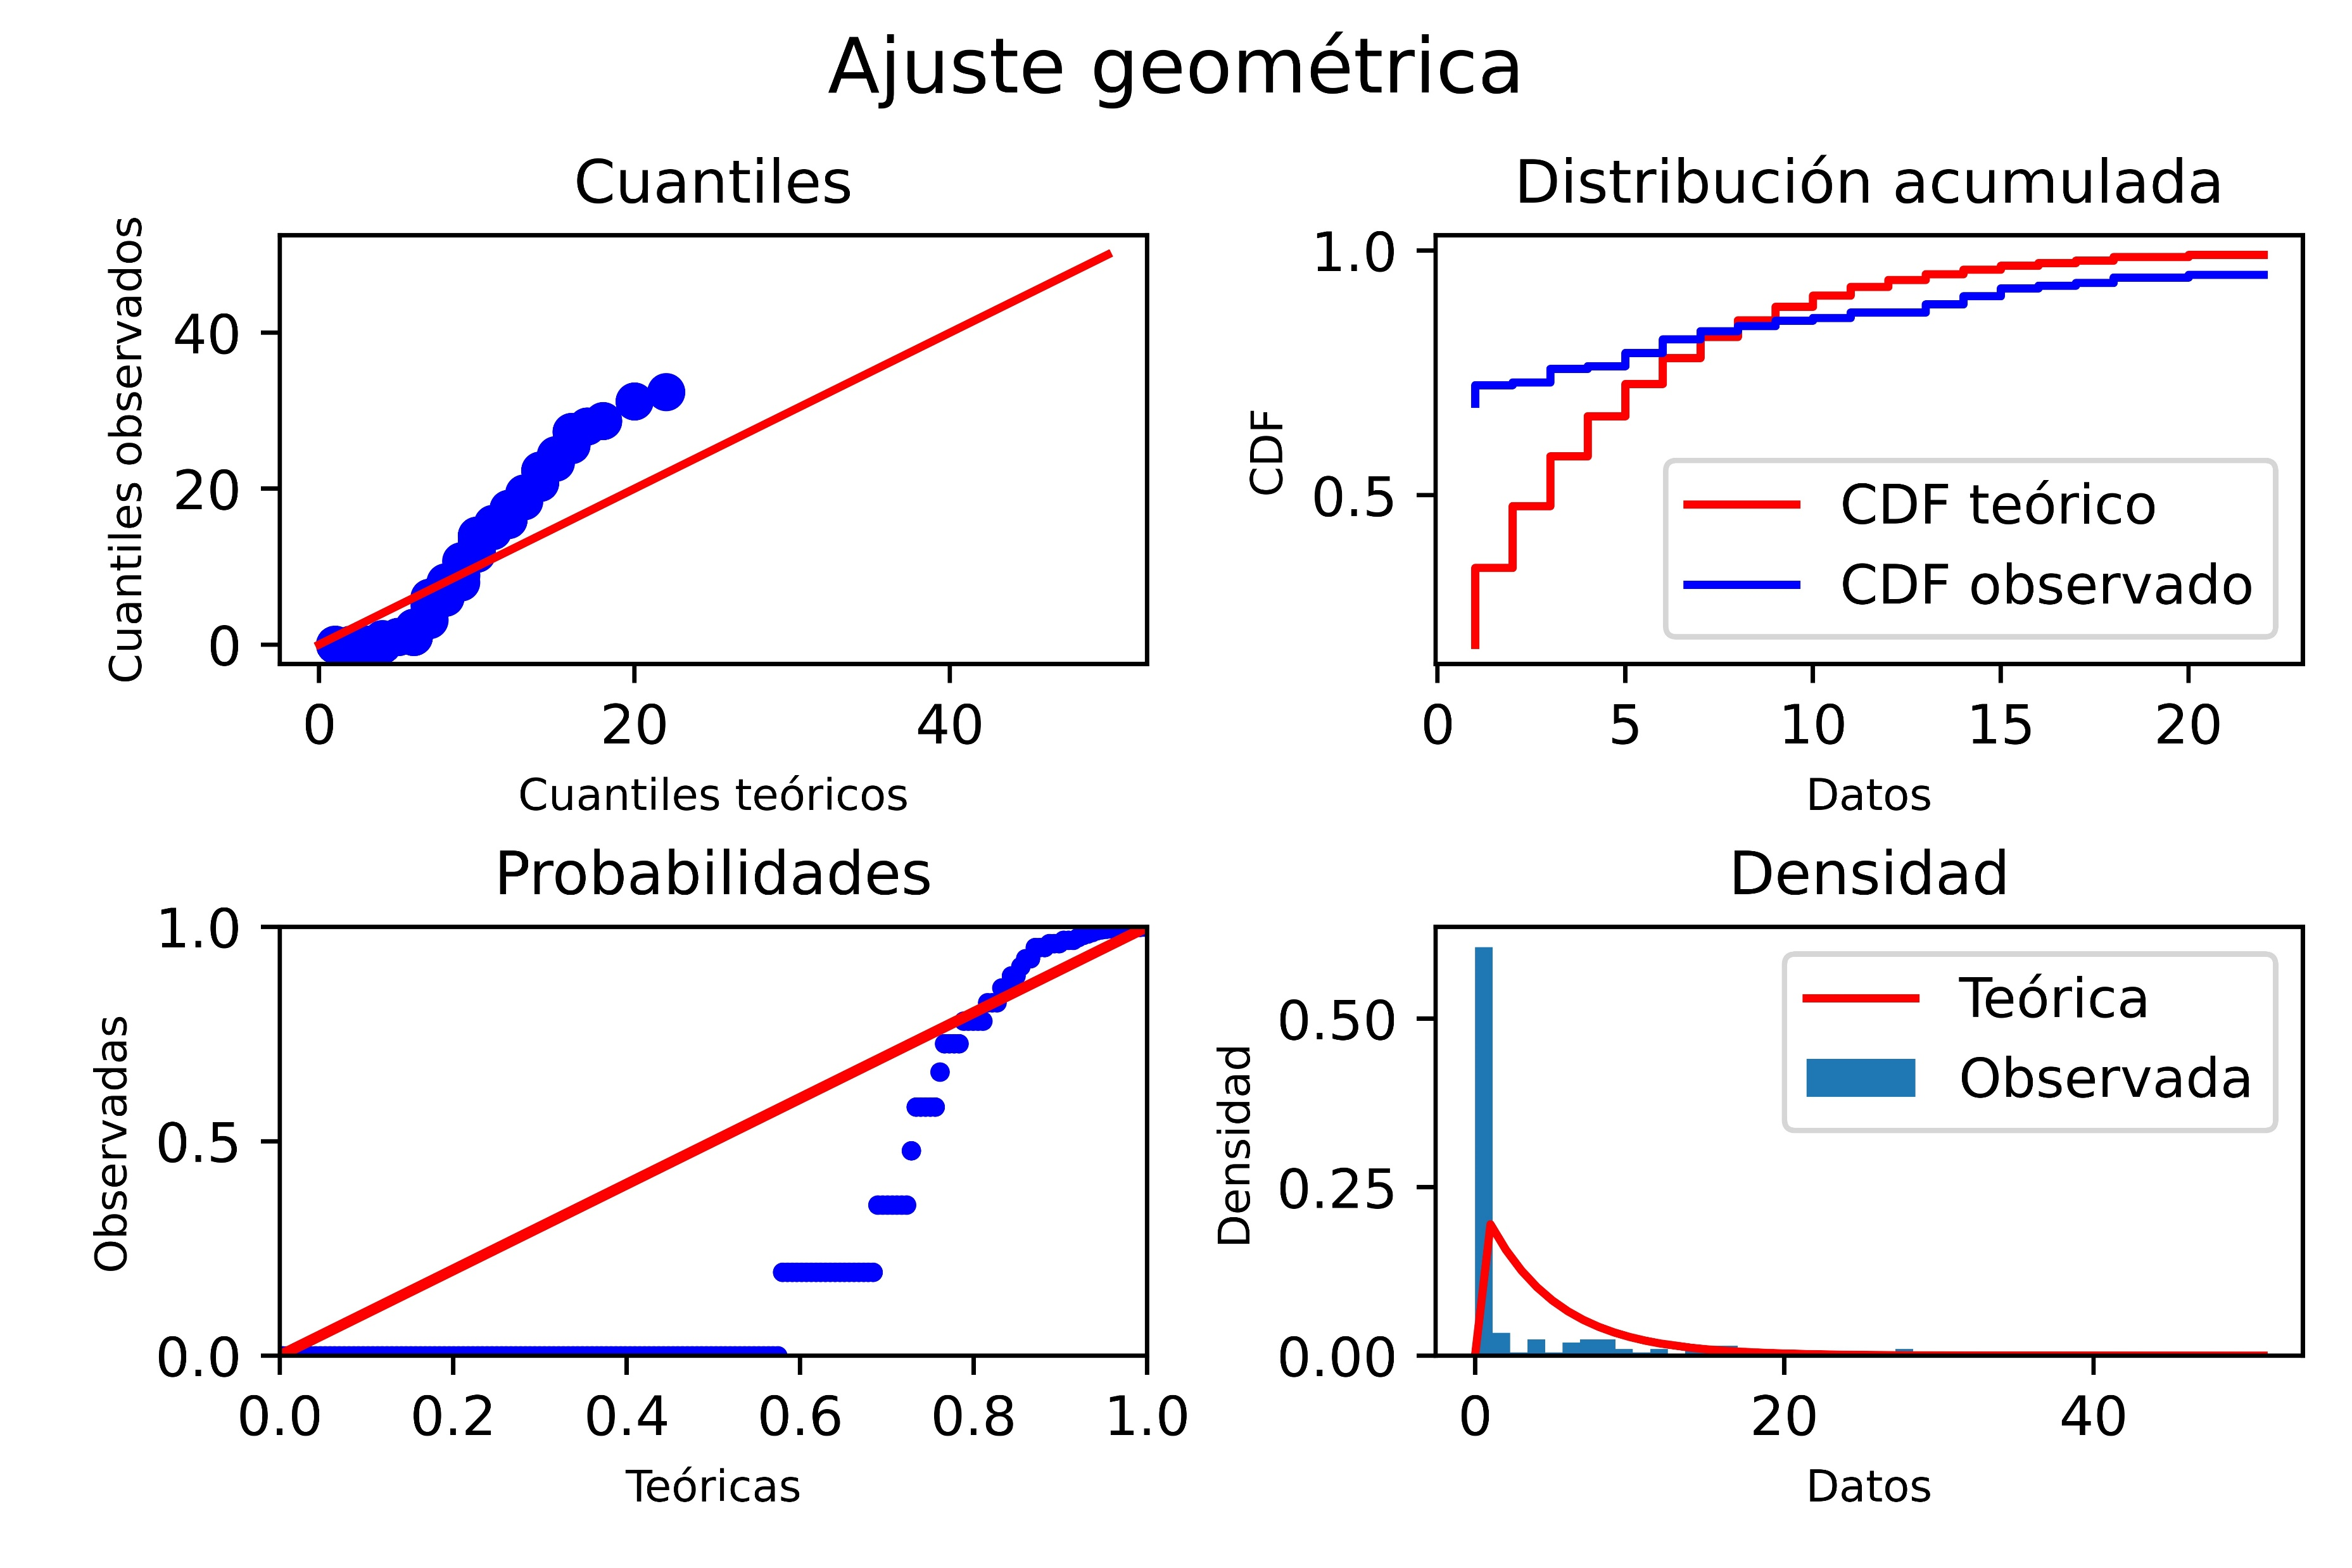 Ajuste geométrica
Cuantiles
Cuantiles observados
40
20
0
0 20 40
Cuantiles teóricos
Distribución acumulada
CDF
1.0
0.5
CDF teórico
CDF observado
0 5 10 15 20
Datos
Probabilidades
Observadas
1.0
0.5
0.0
0.0 0.2 0.4 0.6 0.8 1.0
Teóricas
Densidad
Densidad
0.50
0.25
0.00
Teórica
Observada
0 20 40
Datos